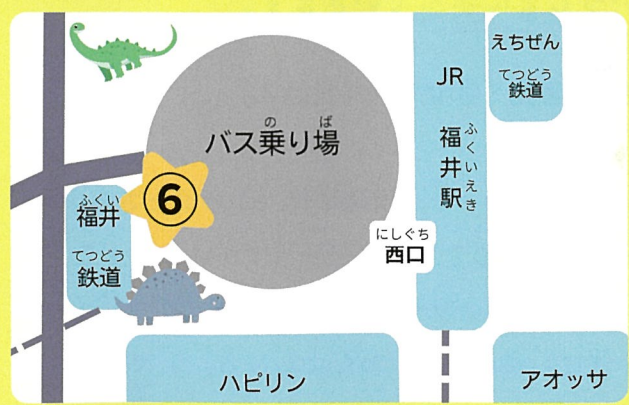 えちぜん
てつどう
鉄道
JR
ふくいえき
福井駅
の ば
バス乗り場
⑥
ふくい
福井
てつどう
鉄道
にしぐち
西口
ハピリン
アオッサ